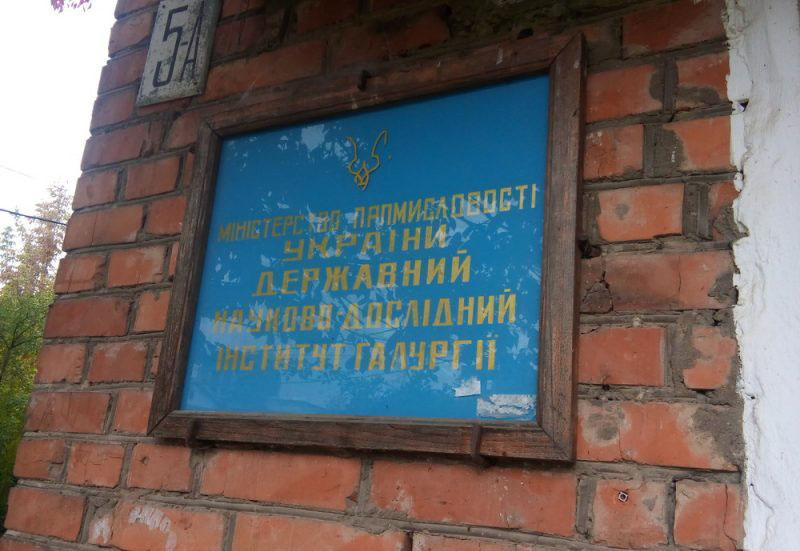 5А
МІНІСТЕРСТВО ПРОМИСЛОВОСТІ
УКРАЇНИ
ДЕРЖАВНИЙ
НАУКОВО-ДОСЛІДНИЙ
ІНСТИТУТ ГАЛУРГІЇ